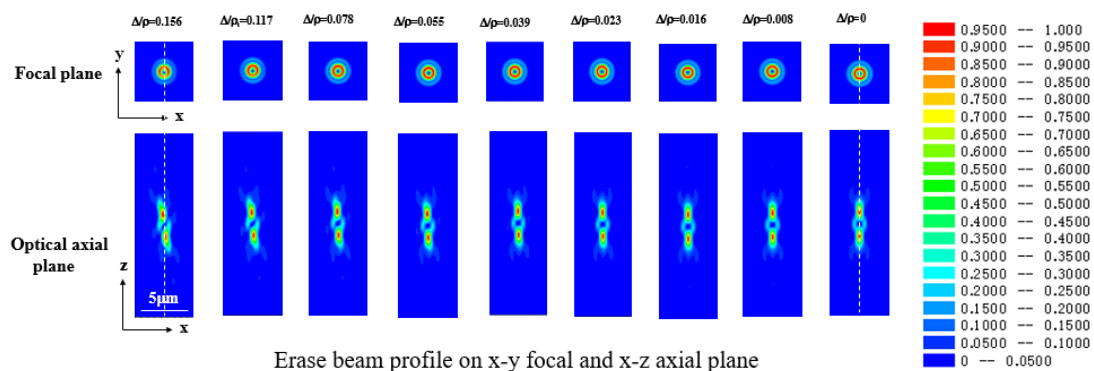 Δ/ρ=0.156 Δ/ρ=0.117 Δ/ρ=0.078 Δ/ρ=0.055 Δ/ρ=0.039 Δ/ρ=0.023 Δ/ρ=0.016 Δ/ρ=0.008 Δ/ρ=0
y
Focal plane
x
Optical axial
plane
z
5μm
x
Erase beam profile on x-y focal and x-z axial plane
0.9500 -- 1.000
0.9000 -- 0.9500
0.8500 -- 0.9000
0.8000 -- 0.8500
0.7500 -- 0.8000
0.7000 -- 0.7500
0.6500 -- 0.7000
0.6000 -- 0.6500
0.5500 -- 0.6000
0.5000 -- 0.5500
0.4500 -- 0.5000
0.4000 -- 0.4500
0.3500 -- 0.4000
0.3000 -- 0.3500
0.2500 -- 0.3000
0.2000 -- 0.2500
0.1500 -- 0.2000
0.1000 -- 0.1500
0.0500 -- 0.1000
0 -- 0.0500